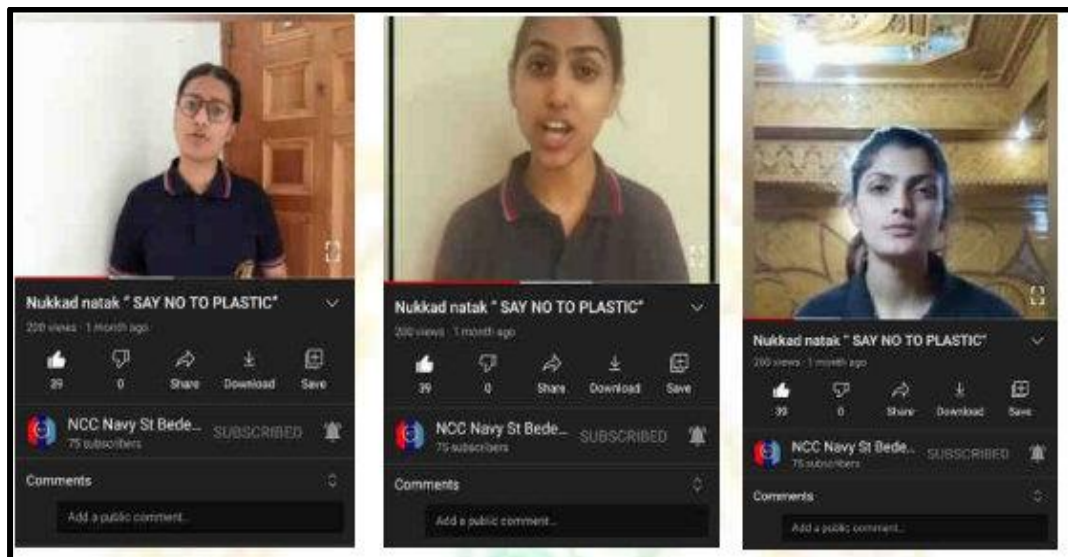 Nukkad natak " SAY NO TO PLASTIC"
200 views · 1 month ago
39
0
Share
Download
Save
NCC Navy St Bede...
75 subscribers
SUBSCRIBED
Comments
Add a public comment...
Nukkad natak " SAY NO TO PLASTIC"
200 views · 1 month ago
39
0
Share
Download
Save
NCC Navy St Bede...
75 subscribers
SUBSCRIBED
Comments
Add a public comment...
Nukkad natak " SAY NO TO PLASTIC"
200 views · 1 month ago
39
0
Share
Download
Save
NCC Navy St Bede...
75 subscribers
SUBSCRIBED
Comments
Add a public comment...